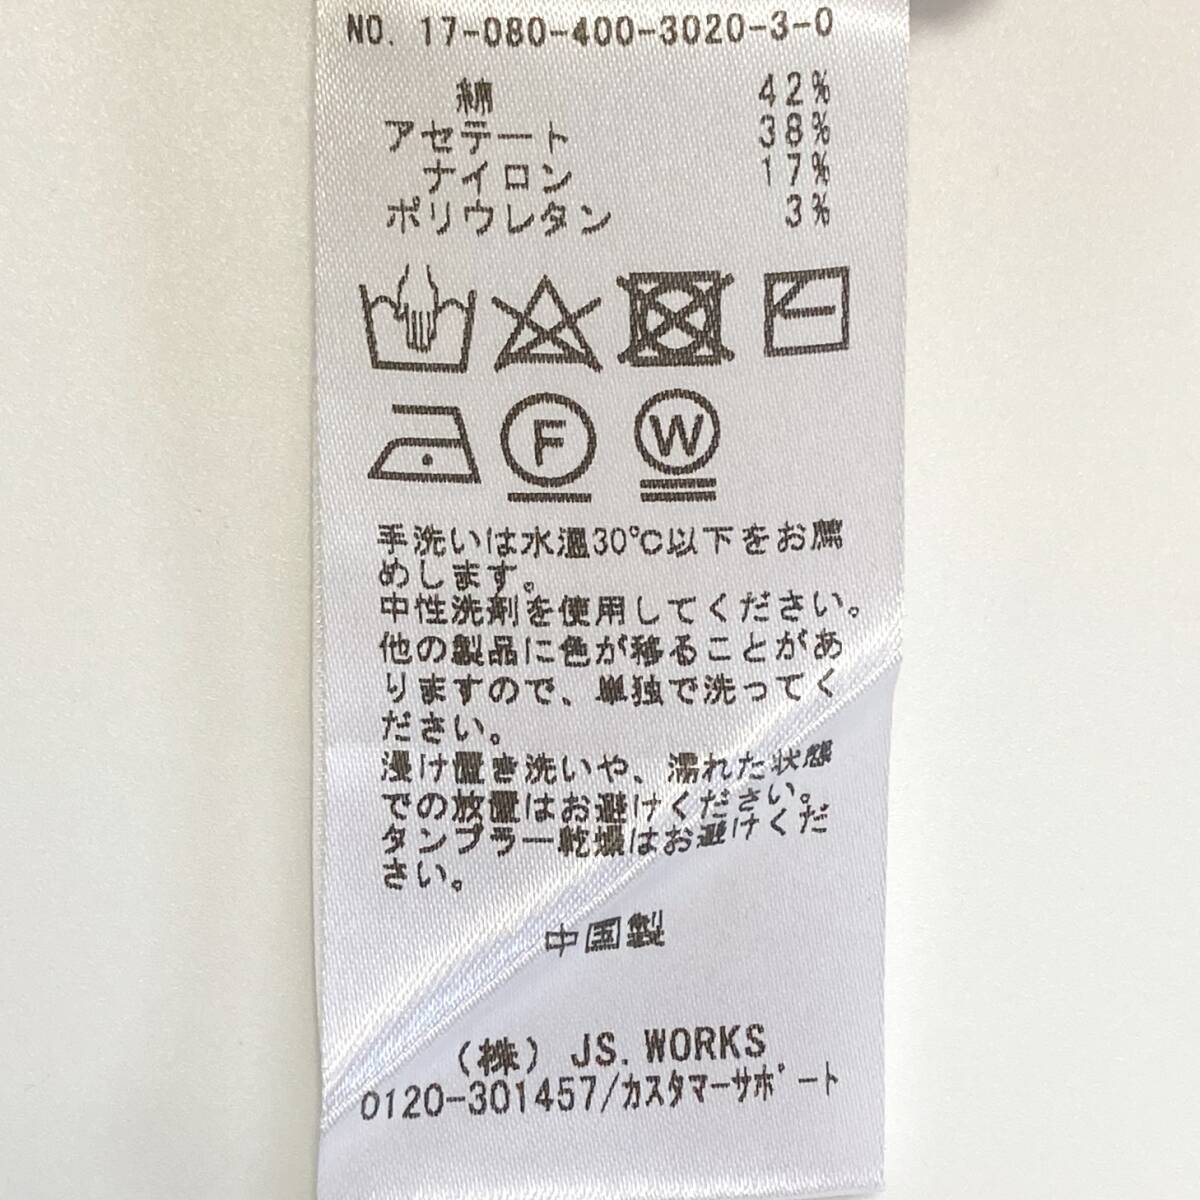 NO. 17-080-400-3020-3-0
綿 42%
アセテート 38%
ナイロン 17%
ポリウレタン 3%
F W
手洗いは水温30℃以下をお薦
めします。
中性洗剤を使用してください。
他の製品に色が移ることがあ
りますので、単独で洗ってく
ださい。
浸け置き洗いや、濡れた状態
での放置はお避けください。
タンブラー乾燥はお避けくだ
さい。
中国製
(株) JS.WORKS
0120-301457/カスタマーサポート